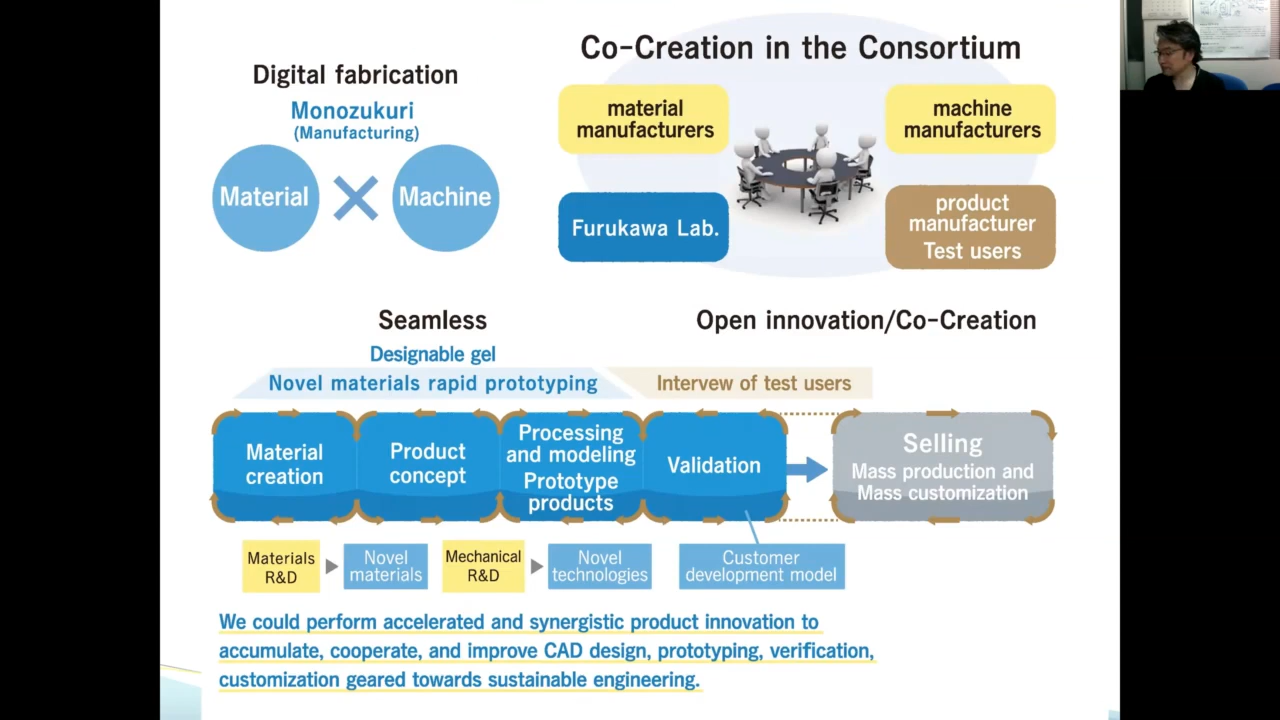 Digital fabrication
Monozukuri
(Manufacturing)
Material
Machine
Co-Creation in the Consortium
material
manufacturers
machine
manufacturers
Furukawa Lab.
product
manufacturer
Test users
Seamless
Open innovation/Co-Creation
Designable gel
Novel materials rapid prototyping
Intervew of test users
Material
creation
Product
concept
Processing
and modeling
Prototype
products
Validation
Selling
Mass production and
Mass customization
Materials
R&D
Novel
materials
Mechanical
R&D
Novel
technologies
Customer
development model
We could perform accelerated and synergistic product innovation to
accumulate, cooperate, and improve CAD design, prototyping, verification,
customization geared towards sustainable engineering.